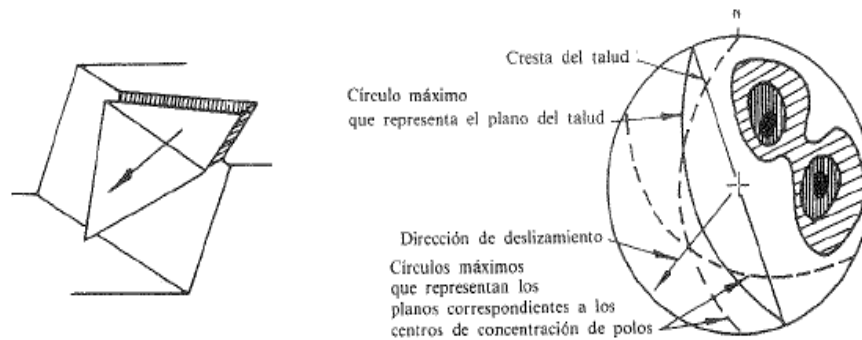 N
Cresta del talud
Círculo máximo
que representa el plano del talud
Dirección de deslizamiento
Círculos máximos
que representan los
planos correspondientes a los
centros de concentración de polos